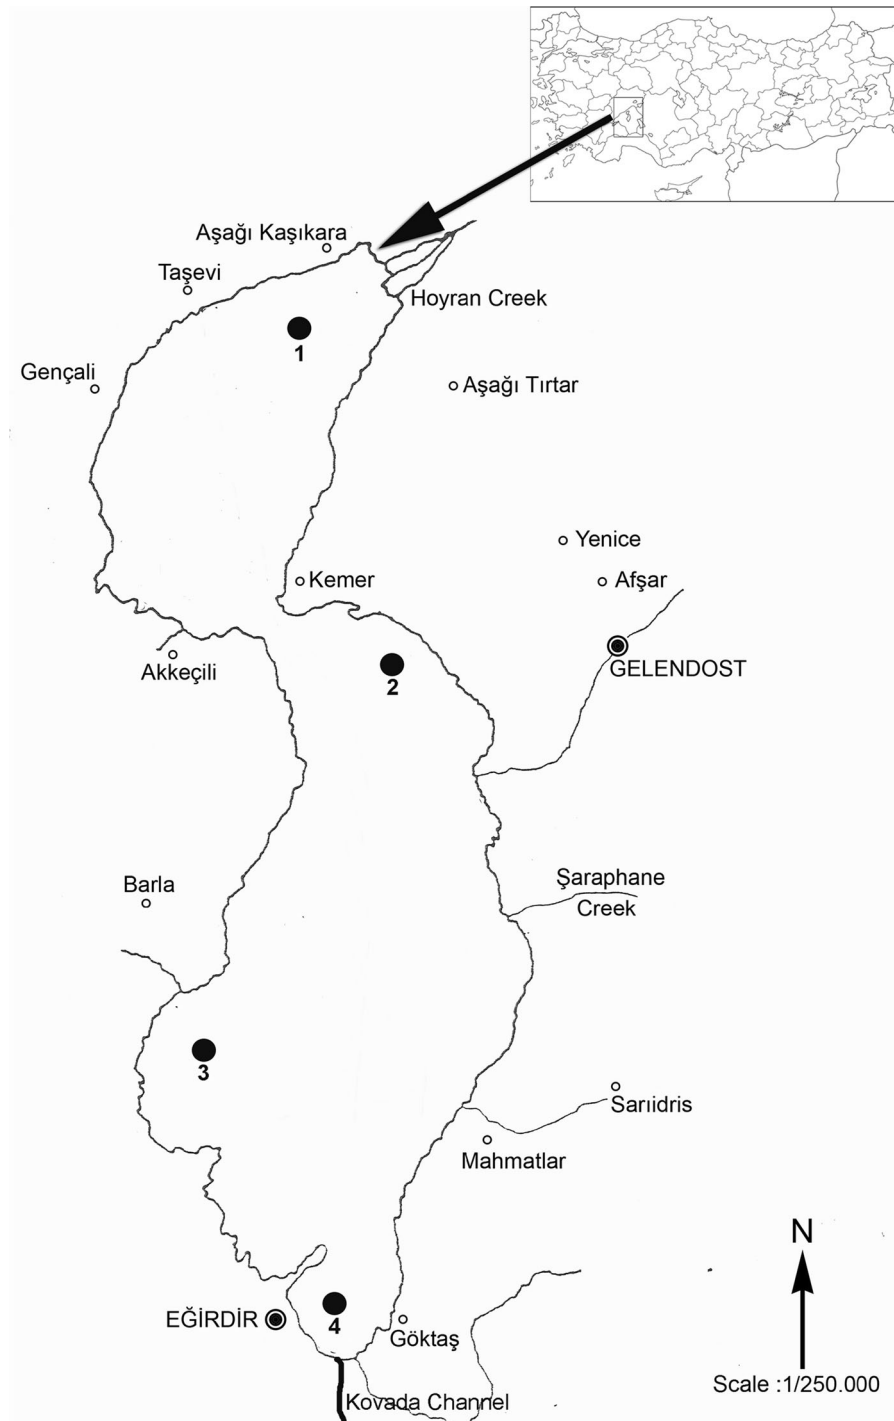 Aşağı Kaşıkara
Taşevi
Hoyran Creek
1
Gençali
Aşağı Tırtar
Yenice
Kemer
Afşar
Akkeçili
2
GELENDOST
Barla
Şaraphane
Creek
3
Sarıidris
Mahmatlar
N
EĞİRDİR
4
Göktaş
Scale :1/250.000
Kovada Channel